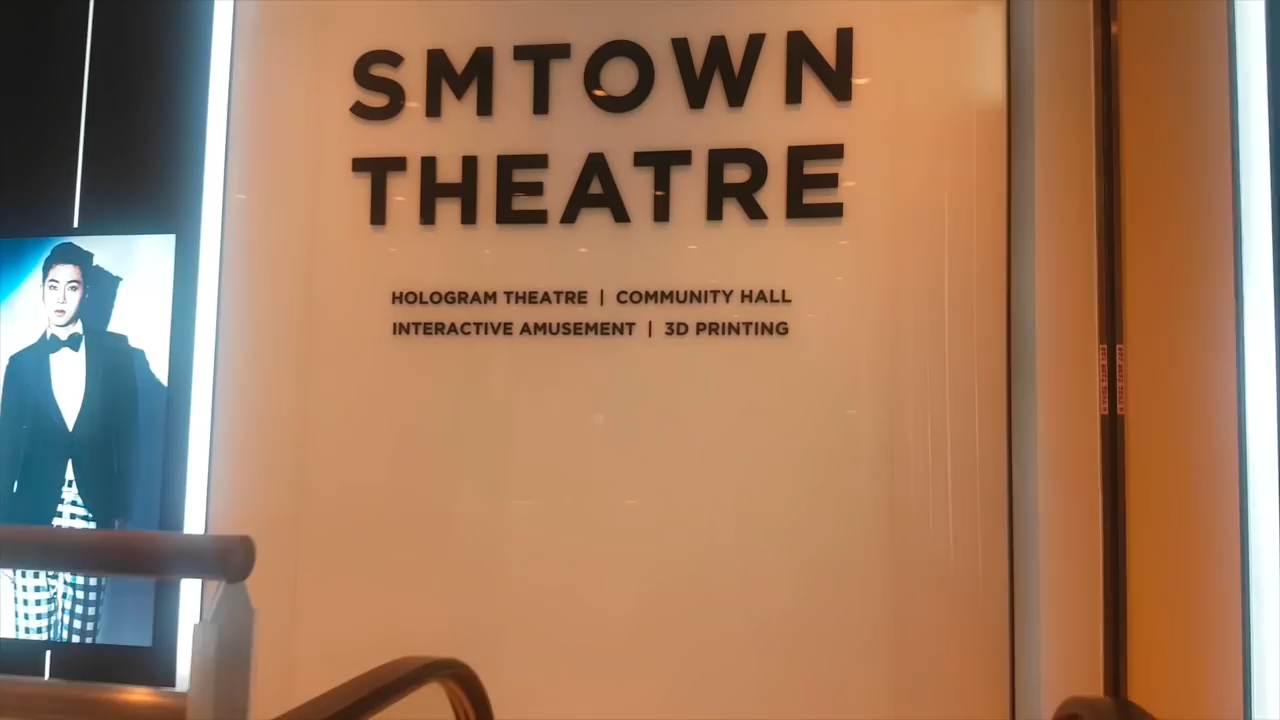 SMTOWN
THEATRE
HOLOGRAM THEATRE | COMMUNITY HALL
INTERACTIVE AMUSEMENT | 3D PRINTING